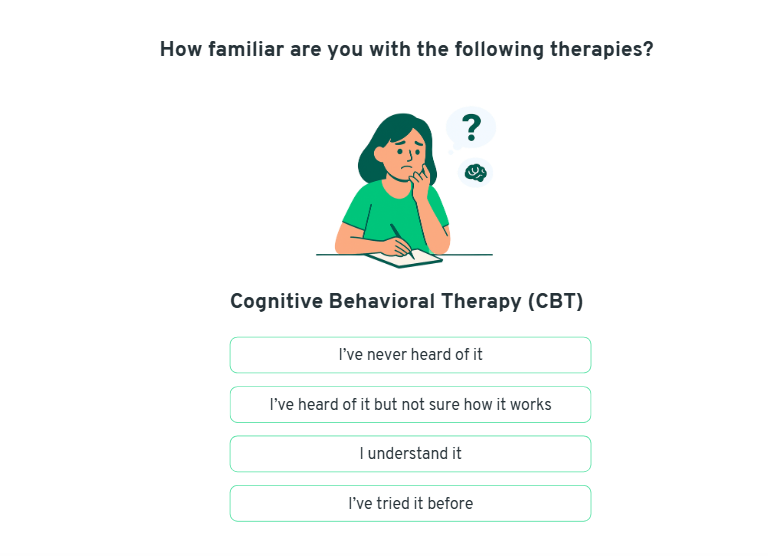 How familiar are you with the following therapies?
?
Cognitive Behavioral Therapy (CBT)
I’ve never heard of it
I’ve heard of it but not sure how it works
I understand it
I’ve tried it before